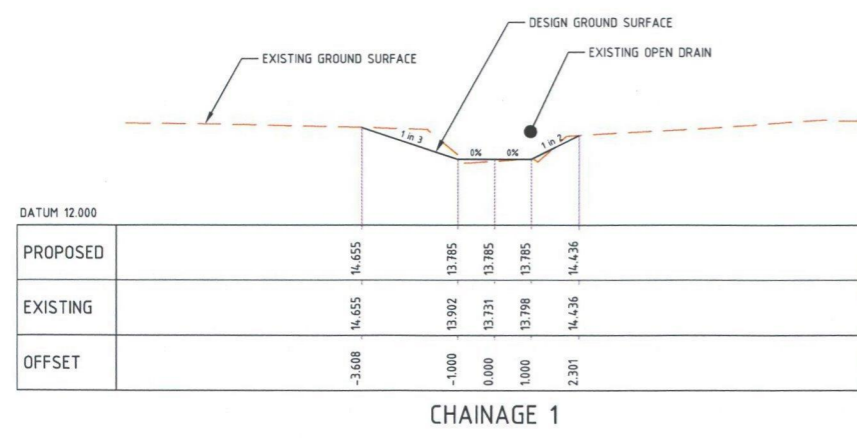 DESIGN GROUND SURFACE
EXISTING GROUND SURFACE
EXISTING OPEN DRAIN
1 in 3
0%
0%
1 in 2
DATUM 12.000
PROPOSED 14.655 13.785 13.785 13.785 14.436
EXISTING 14.655 13.902 13.731 13.798 14.436
OFFSET -3.608 -1.000 0.000 1.000 2.301
CHAINAGE 1